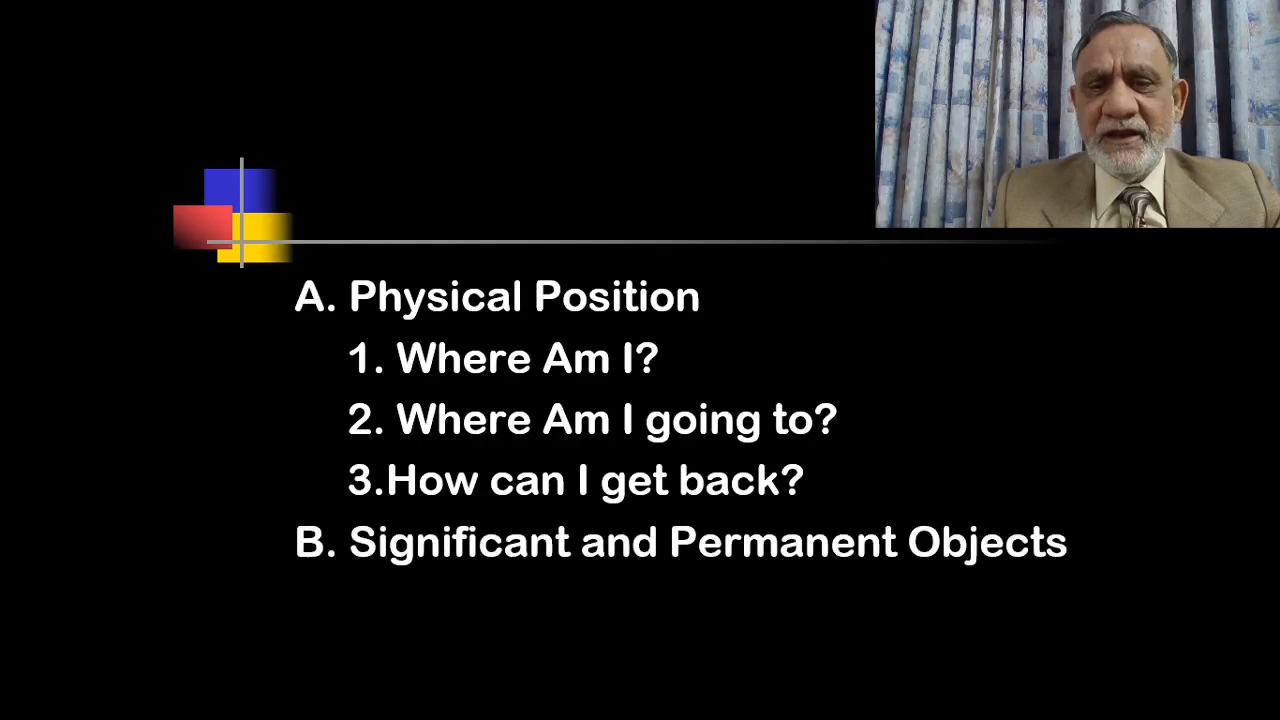 A. Physical Position
1. Where Am I?
2. Where Am I going to?
3.How can I get back?
B. Significant and Permanent Objects